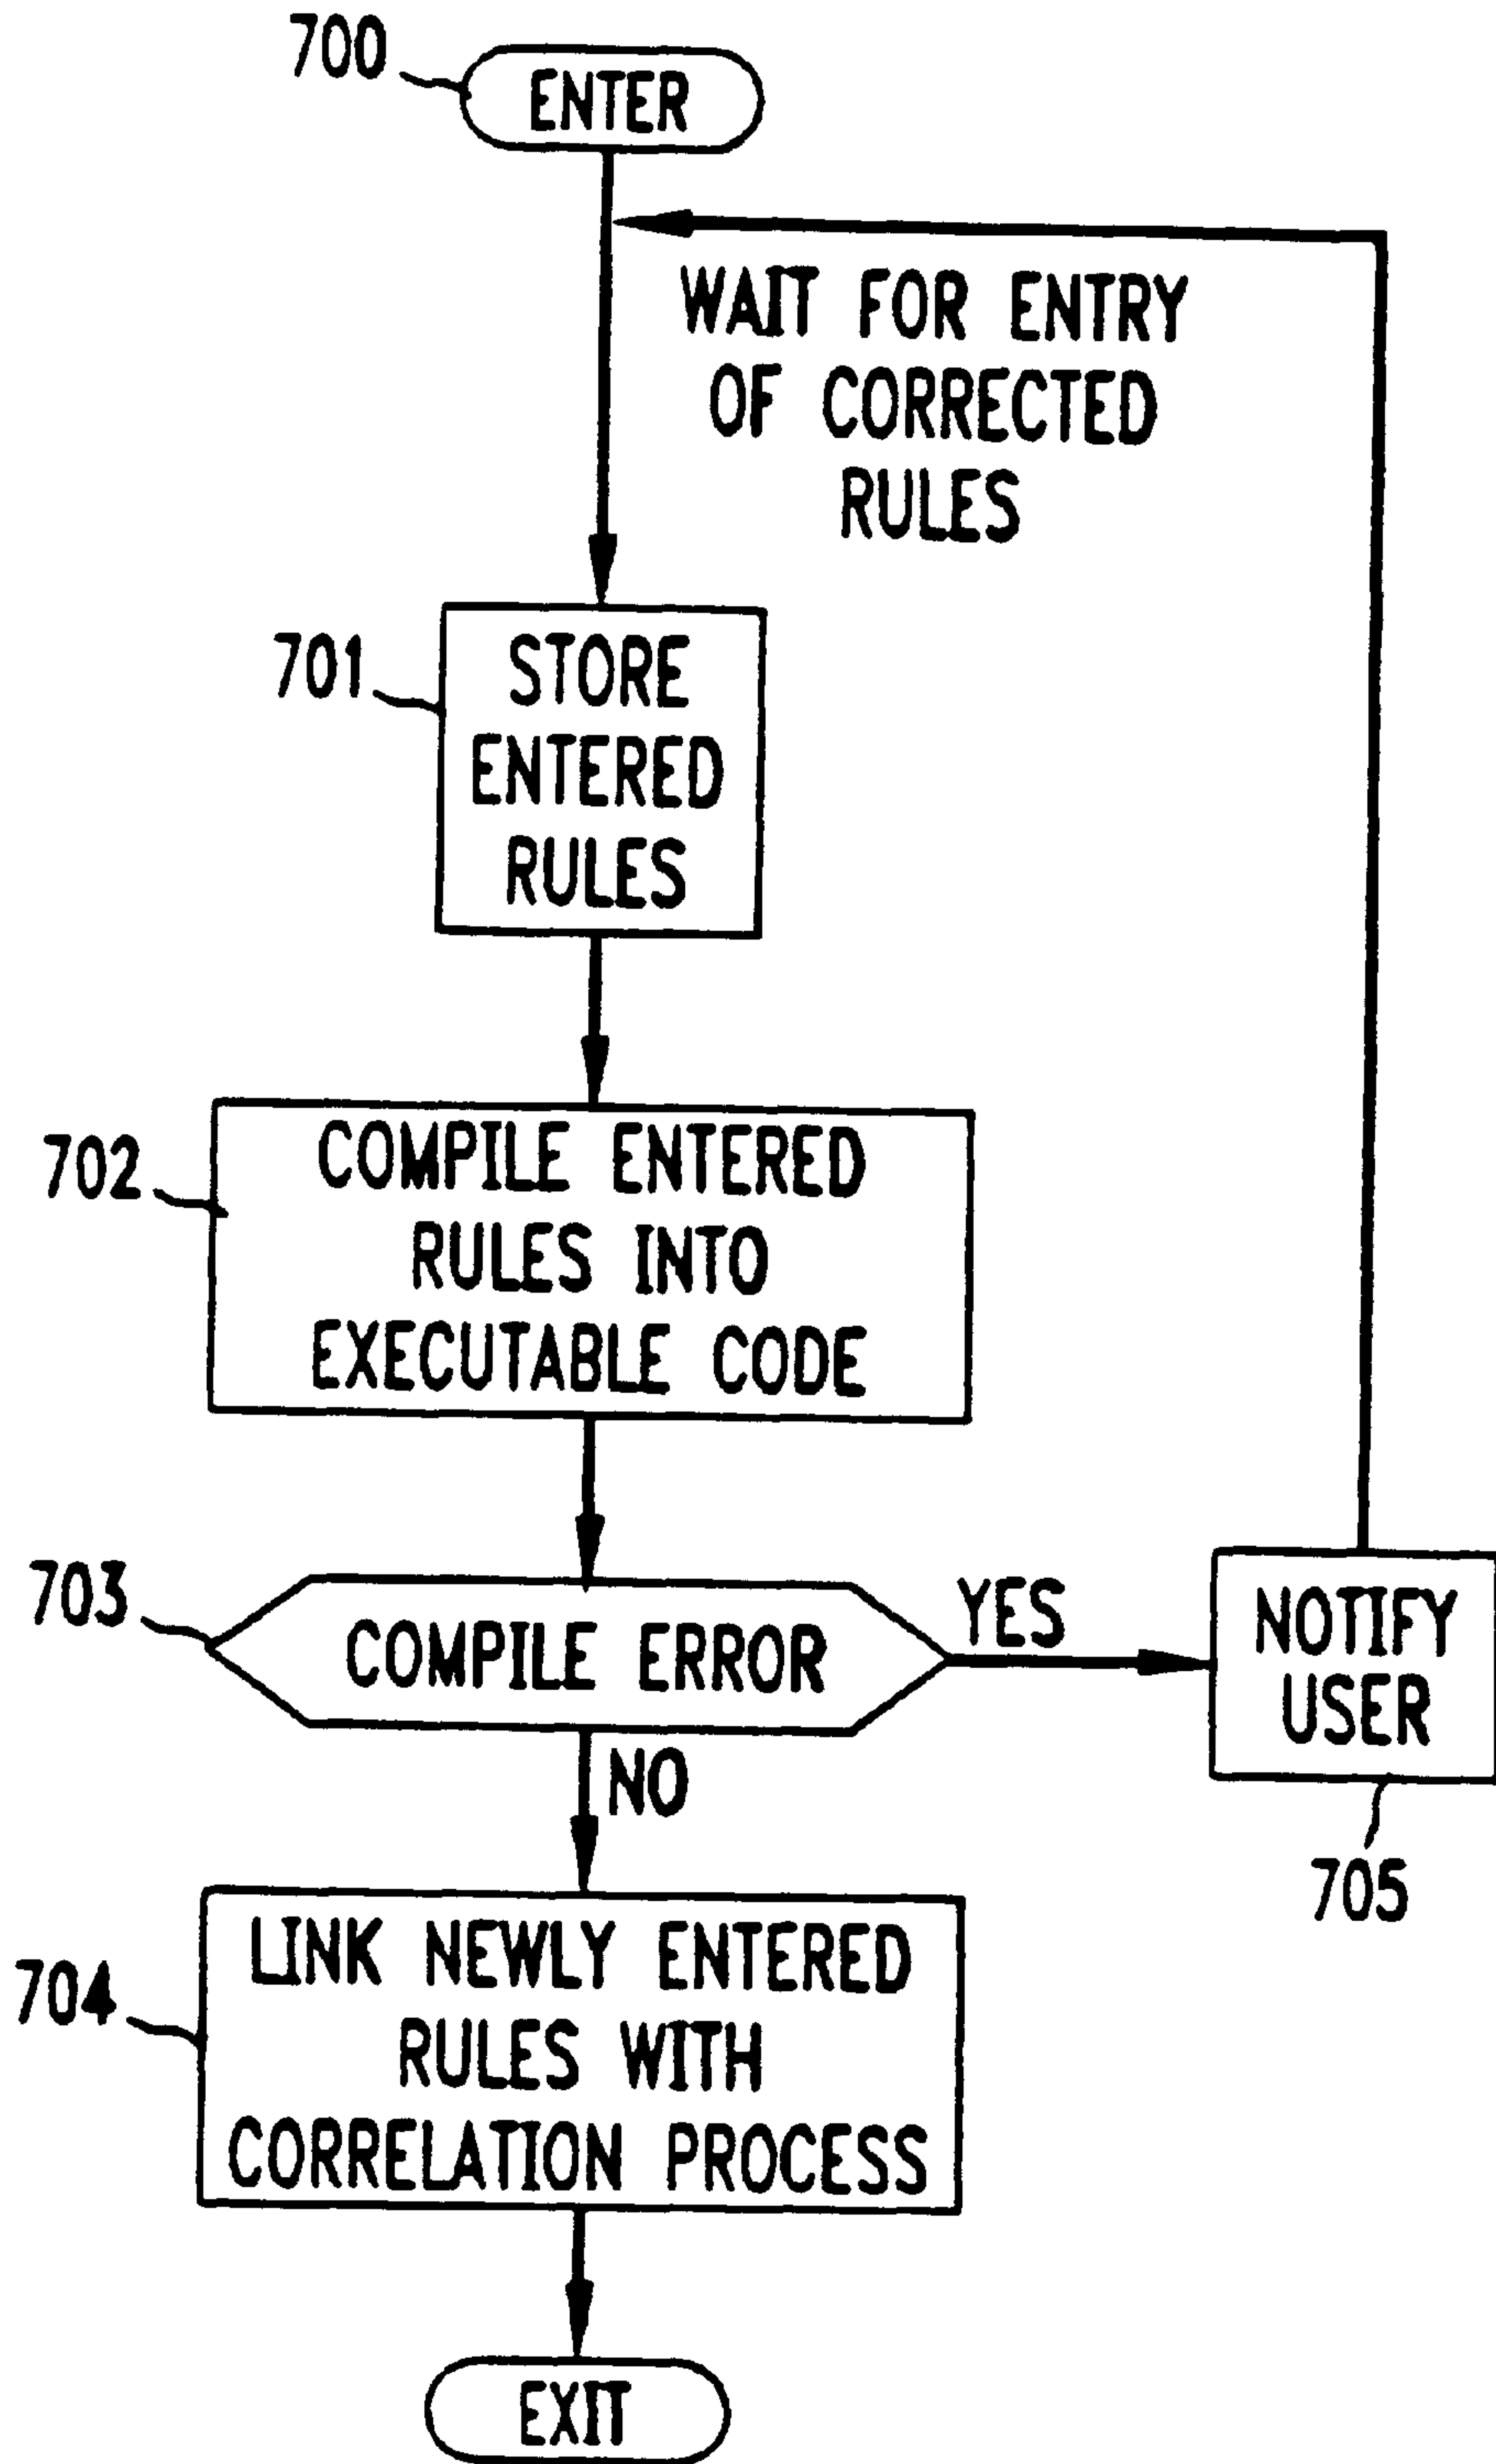 700
ENTER
WAIT FOR ENTRY
OF CORRECTED
RULES
701
STORE
ENTERED
RULES
702
COMPILE ENTERED
RULES INTO
EXECUTABLE CODE
703
COMPILE ERROR
YES
NOTIFY
USER
705
NO
704
LINK NEWLY ENTERED
RULES WITH
CORRELATION PROCESS
EXIT